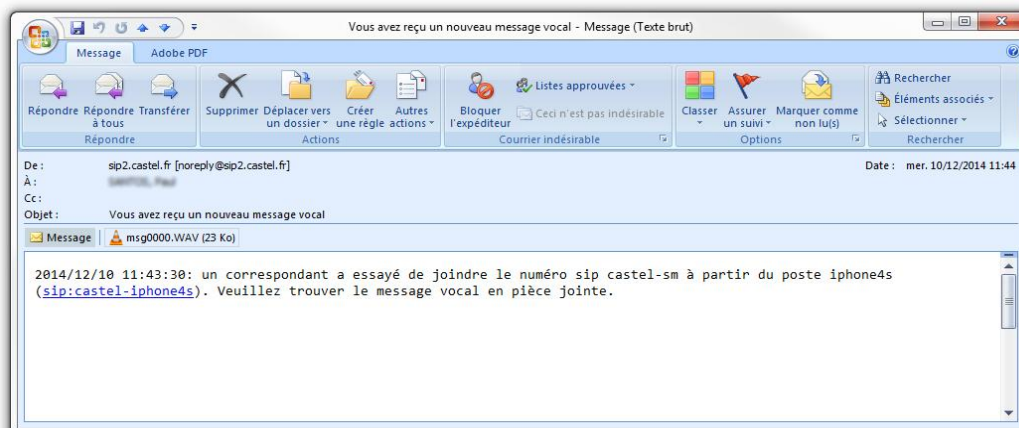 Vous avez reçu un nouveau message vocal - Message (Texte brut)
Message Adobe PDF
Répondre Répondre à tous Transférer
Répondre
Supprimer Déplacer vers un dossier Créer une règle Autres actions
Actions
Bloquer l'expéditeur Listes approuvées
Ceci n'est pas indésirable
Courrier indésirable
Classer Assurer un suivi Marquer comme non lu(s)
Options
Rechercher
Éléments associés
Sélectionner
Rechercher
De : sip2.castel.fr [noreply@sip2.castel.fr] Date : mer. 10/12/2014 11:44
À :
Cc :
Objet : Vous avez reçu un nouveau message vocal
Message msg0000.WAV (23 Ko)
2014/12/10 11:43:30: un correspondant a essayé de joindre le numéro sip castel-sm à partir du poste iphone4s
(sip:castel-iphone4s). Veuillez trouver le message vocal en pièce jointe.